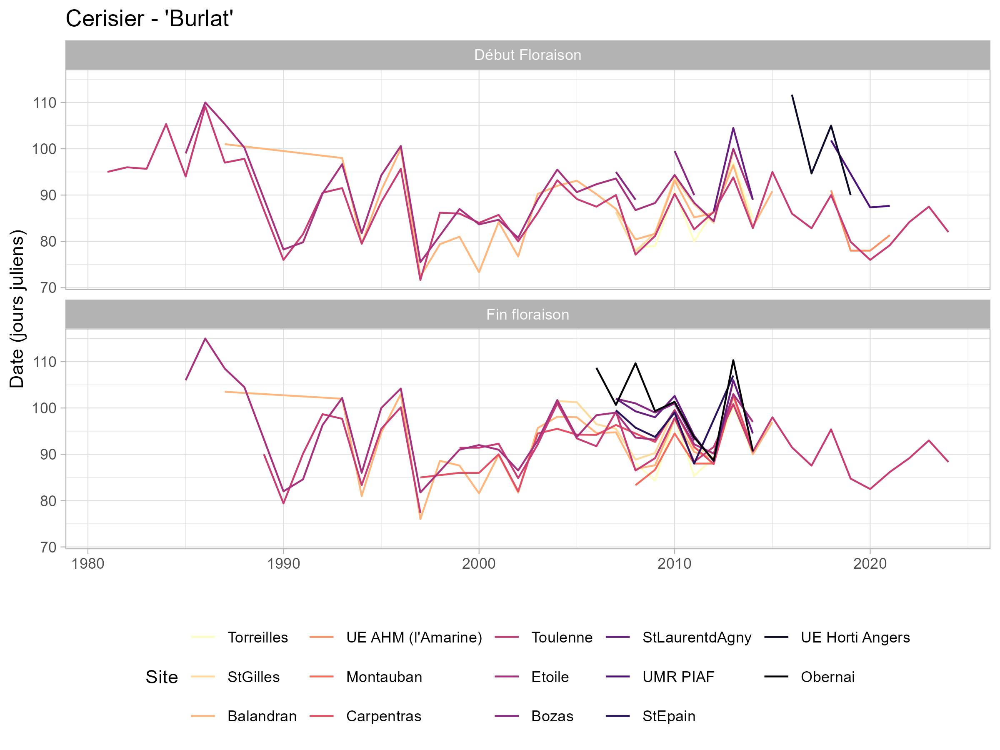 Cerisier - 'Burlat'
Début Floraison
110
100
90
80
70
Date (jours juliens)
Fin floraison
110
100
90
80
70
1980 1990 2000 2010 2020
Torreilles UE AHM (l'Amarine) Toulenne StLaurentdAgny UE Horti Angers
Site StGilles Montauban Etoile UMR PIAF Obernai
Balandran Carpentras Bozas StEpain